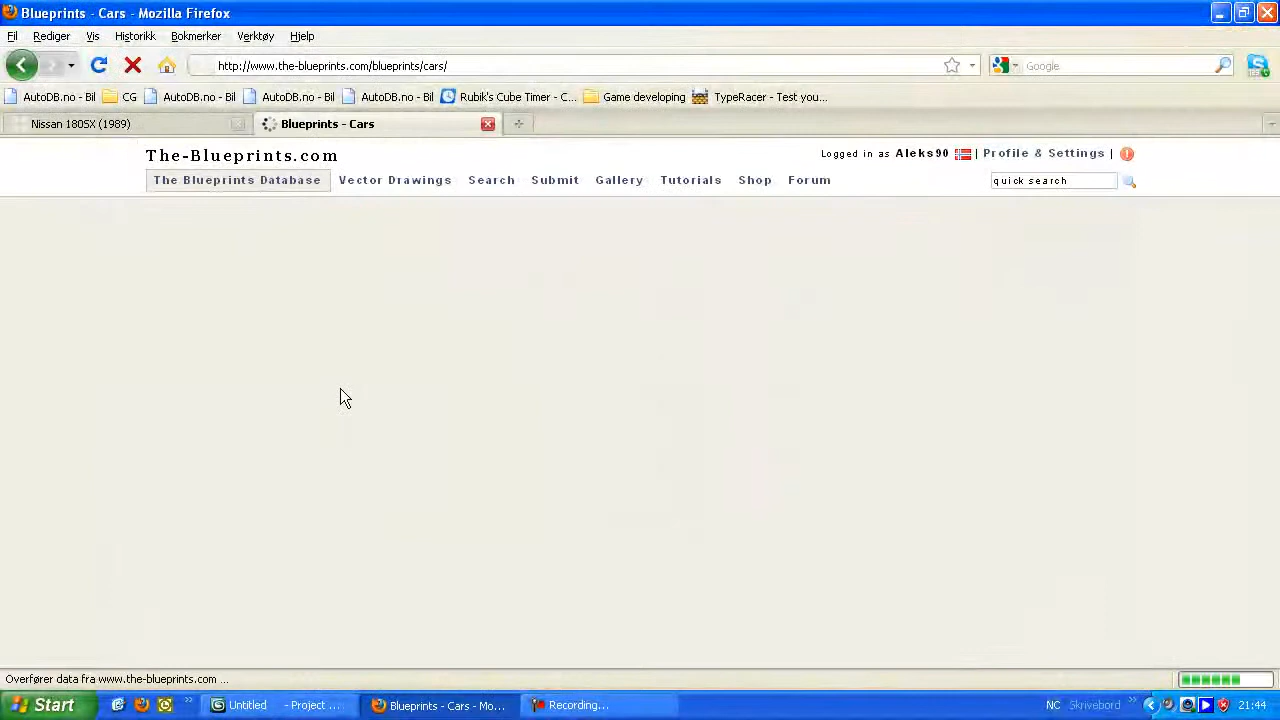 Blueprints - Cars - Mozilla Firefox
Fil Rediger Vis Historikk Bokmerker Verktøy Hjelp
http://www.the-blueprints.com/blueprints/cars/ Google
AutoDB.no - Bil CG AutoDB.no - Bil AutoDB.no - Bil AutoDB.no - Bil Rubik's Cube Timer - C... Game developing TypeRacer - Test you...
Nissan 180SX (1989) Blueprints - Cars
The-Blueprints.com Logged in as Aleks90 | Profile & Settings |
The Blueprints Database Vector Drawings Search Submit Gallery Tutorials Shop Forum quick search
Overfører data fra www.the-blueprints.com ...
Start Untitled - Project ... Blueprints - Cars - Mo... Recording... NO Skrivebord 21:44